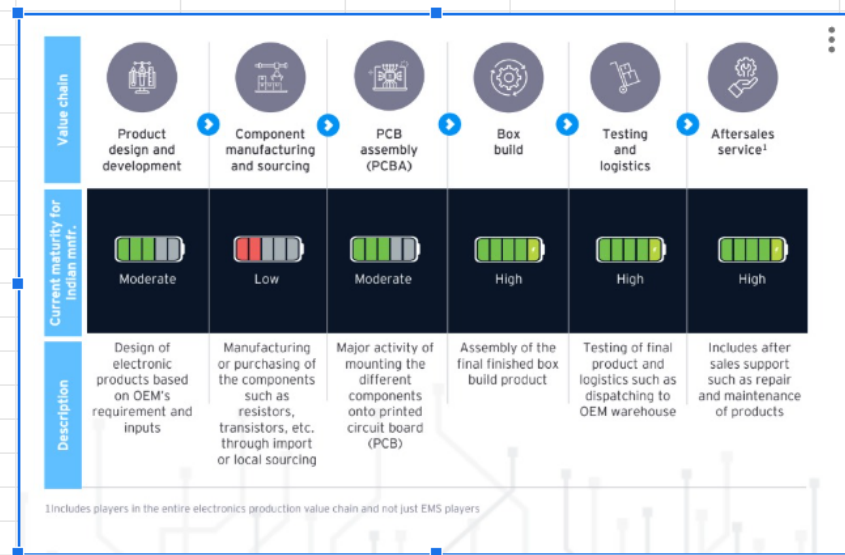 Value chain
Product
design and
development
Component
manufacturing
and sourcing
PCB
assembly
(PCBA)
Box
build
Testing
and
logistics
Aftersales
service¹
Current maturity for
Indian mnfr.
Moderate
Low
Moderate
High
High
High
Description
Design of
electronic
products based
on OEM's
requirement and
inputs
Manufacturing
or purchasing of
the components
such as
resistors,
transistors, etc.
through import
or local sourcing
Major activity of
mounting the
different
components
onto printed
circuit board
(PCB)
Assembly of the
final finished box
build product
Testing of final
product and
logistics such as
dispatching to
OEM warehouse
Includes after
sales support
such as repair
and maintenance
of products
1Includes players in the entire electronics production value chain and not just EMS players